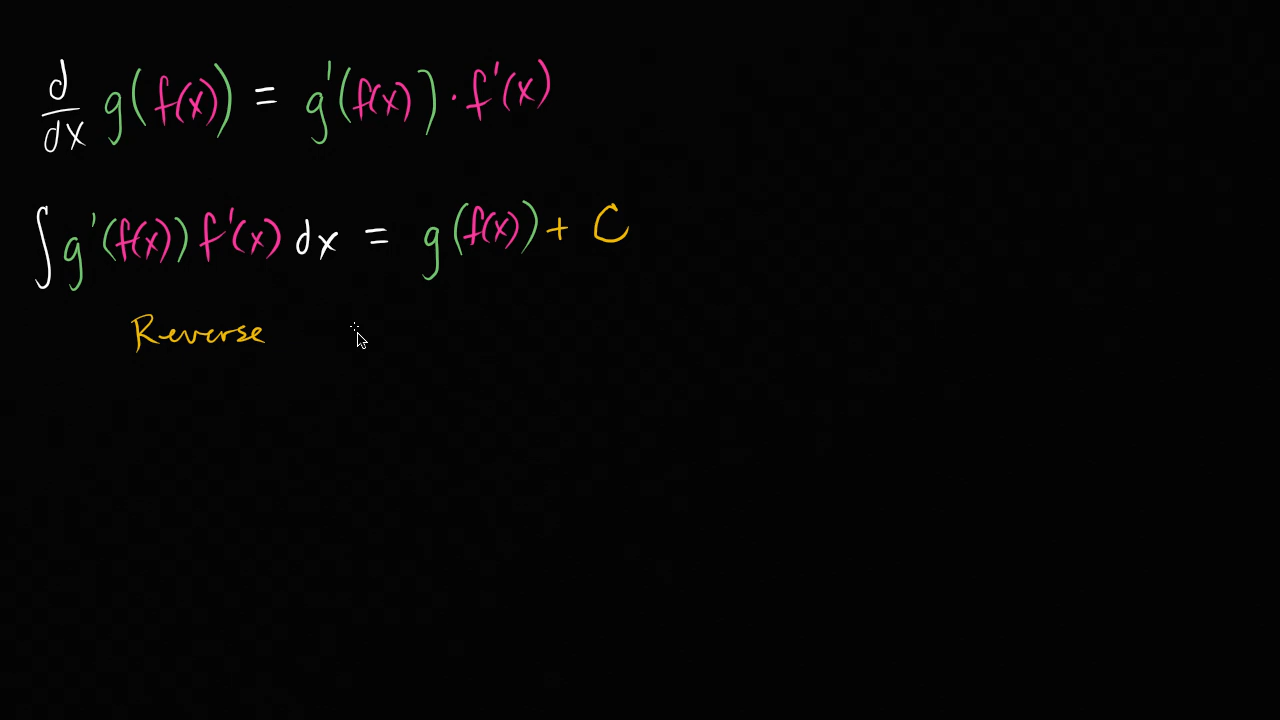 d/dx g(f(x)) = g'(f(x)) · f'(x)
∫g'(f(x)) f'(x) dx = g(f(x)) + C
Reverse